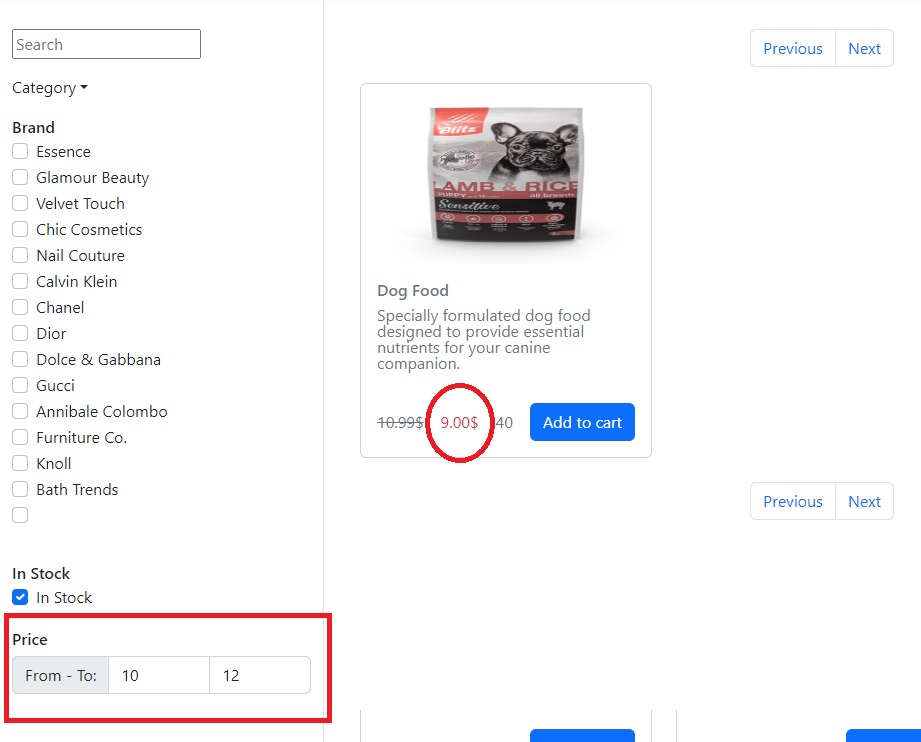 Search
Category
Brand
Essence
Glamour Beauty
Velvet Touch
Chic Cosmetics
Nail Couture
Calvin Klein
Chanel
Dior
Dolce & Gabbana
Gucci
Annibale Colombo
Furniture Co.
Knoll
Bath Trends
In Stock
In Stock
Price
From - To: 10 12
Previous Next
Blitz
LAMB & RICE
PUPPY all breeds
Sensitive
Dog Food
Specially formulated dog food
designed to provide essential
nutrients for your canine
companion.
10.99$ 9.00$ 40 Add to cart
Previous Next